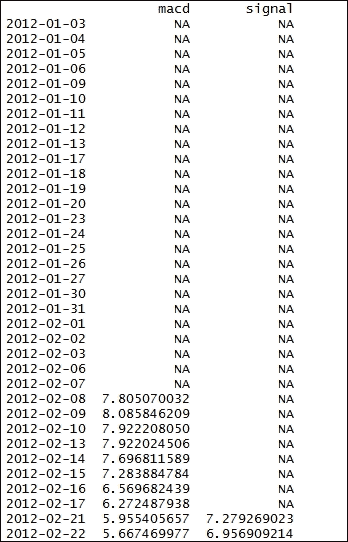 macd signal
2012-01-03 NA NA
2012-01-04 NA NA
2012-01-05 NA NA
2012-01-06 NA NA
2012-01-09 NA NA
2012-01-10 NA NA
2012-01-11 NA NA
2012-01-12 NA NA
2012-01-13 NA NA
2012-01-17 NA NA
2012-01-18 NA NA
2012-01-19 NA NA
2012-01-20 NA NA
2012-01-23 NA NA
2012-01-24 NA NA
2012-01-25 NA NA
2012-01-26 NA NA
2012-01-27 NA NA
2012-01-30 NA NA
2012-01-31 NA NA
2012-02-01 NA NA
2012-02-02 NA NA
2012-02-03 NA NA
2012-02-06 NA NA
2012-02-07 NA NA
2012-02-08 7.805070032 NA
2012-02-09 8.085846209 NA
2012-02-10 7.922208050 NA
2012-02-13 7.922024506 NA
2012-02-14 7.696811589 NA
2012-02-15 7.283884784 NA
2012-02-16 6.569682439 NA
2012-02-17 6.272487938 NA
2012-02-21 5.955405657 7.279269023
2012-02-22 5.667469977 6.956909214